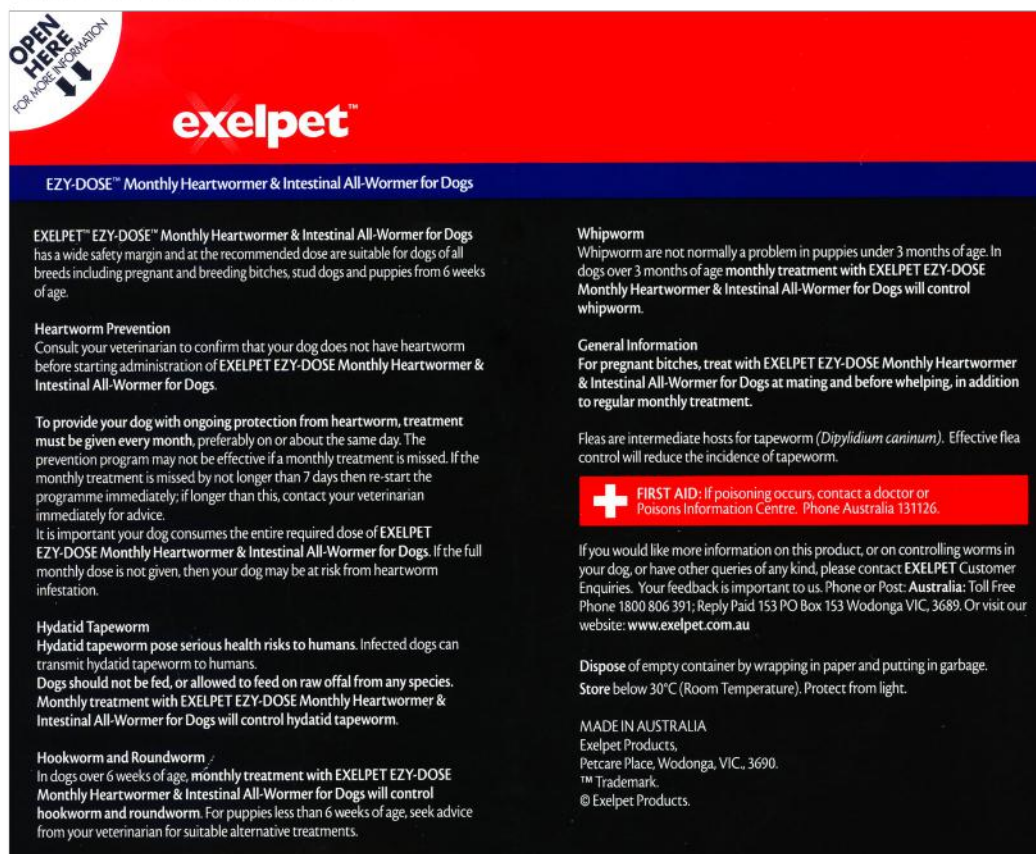 OPEN
HERE
FOR MORE INFORMATION
exelpet™
EZY-DOSE™ Monthly Heartwormer & Intestinal All-Wormer for Dogs
EXELPET™ EZY-DOSE™ Monthly Heartwormer & Intestinal All-Wormer for Dogs
has a wide safety margin and at the recommended dose are suitable for dogs of all
breeds including pregnant and breeding bitches, stud dogs and puppies from 6 weeks
of age.
Heartworm Prevention
Consult your veterinarian to confirm that your dog does not have heartworm
before starting administration of EXELPET EZY-DOSE Monthly Heartwormer &
Intestinal All-Wormer for Dogs.
To provide your dog with ongoing protection from heartworm, treatment
must be given every month, preferably on or about the same day. The
prevention program may not be effective if a monthly treatment is missed. If the
monthly treatment is missed by not longer than 7 days then re-start the
programme immediately; if longer than this, contact your veterinarian
immediately for advice.
It is important your dog consumes the entire required dose of EXELPET
EZY-DOSE Monthly Heartwormer & Intestinal All-Wormer for Dogs. If the full
monthly dose is not given, then your dog may be at risk from heartworm
infestation.
Hydatid Tapeworm
Hydatid tapeworm pose serious health risks to humans. Infected dogs can
transmit hydatid tapeworm to humans.
Dogs should not be fed, or allowed to feed on raw offal from any species.
Monthly treatment with EXELPET EZY-DOSE Monthly Heartwormer &
Intestinal All-Wormer for Dogs will control hydatid tapeworm.
Hookworm and Roundworm
In dogs over 6 weeks of age, monthly treatment with EXELPET EZY-DOSE
Monthly Heartwormer & Intestinal All-Wormer for Dogs will control
hookworm and roundworm. For puppies less than 6 weeks of age, seek advice
from your veterinarian for suitable alternative treatments.
Whipworm
Whipworm are not normally a problem in puppies under 3 months of age. In
dogs over 3 months of age monthly treatment with EXELPET EZY-DOSE
Monthly Heartwormer & Intestinal All-Wormer for Dogs will control
whipworm.
General Information
For pregnant bitches, treat with EXELPET EZY-DOSE Monthly Heartwormer
& Intestinal All-Wormer for Dogs at mating and before whelping, in addition
to regular monthly treatment.
Fleas are intermediate hosts for tapeworm (Dipylidium caninum). Effective flea
control will reduce the incidence of tapeworm.
FIRST AID: If poisoning occurs, contact a doctor or
Poisons Information Centre. Phone Australia 131126.
If you would like more information on this product, or on controlling worms in
your dog, or have other queries of any kind, please contact EXELPET Customer
Enquiries. Your feedback is important to us. Phone or Post: Australia: Toll Free
Phone 1800 806 391; Reply Paid 153 PO Box 153 Wodonga VIC, 3689. Or visit our
website: www.exelpet.com.au
Dispose of empty container by wrapping in paper and putting in garbage.
Store below 30°C (Room Temperature). Protect from light.
MADE IN AUSTRALIA
Exelpet Products,
Petcare Place, Wodonga, VIC., 3690.
™ Trademark.
© Exelpet Products.